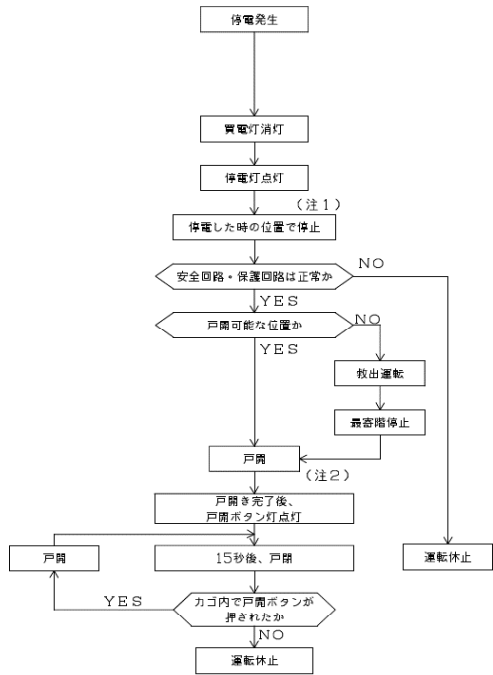 停電発生
買電灯消灯
停電灯点灯
(注1)
停電した時の位置で停止
安全回路・保護回路は正常か
NO
YES
戸開可能な位置か
NO
YES
救出運転
最寄階停止
戸開
(注2)
戸開き完了後、
戸開ボタン灯点灯
戸開
15秒後、戸閉
運転休止
YES
カゴ内で戸開ボタンが
押されたか
NO
運転休止